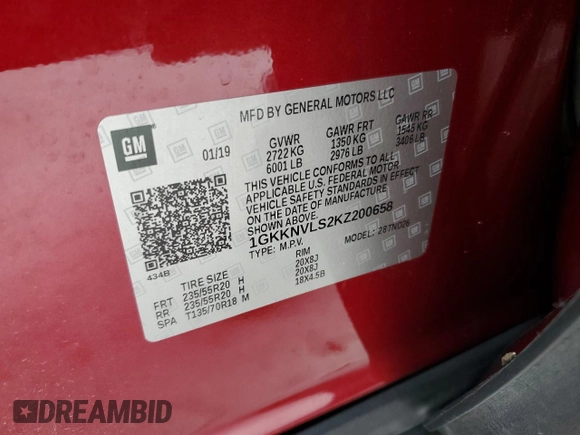 MFD BY GENERAL MOTORS LLC
GM
01/19
GVWR GAWR FRT GAWR RR
2722 KG 1350 KG 1545 KG
6001 LB 2976 LB 3406 LB
THIS VEHICLE CONFORMS TO ALL
APPLICABLE U.S. FEDERAL MOTOR
VEHICLE SAFETY STANDARDS IN EFFECT
ON THE DATE OF MANUFACTURE
SHOWN ABOVE.
1GKKNVLS2KZ200658
TYPE: M.P.V. MODEL:
434B
TIRE SIZE RIM
FRT 235/55R20 H 20X8J
RR 235/55R20 H 20X8J
SPA T135/70R18 M 18X4.5B
DREAMBID